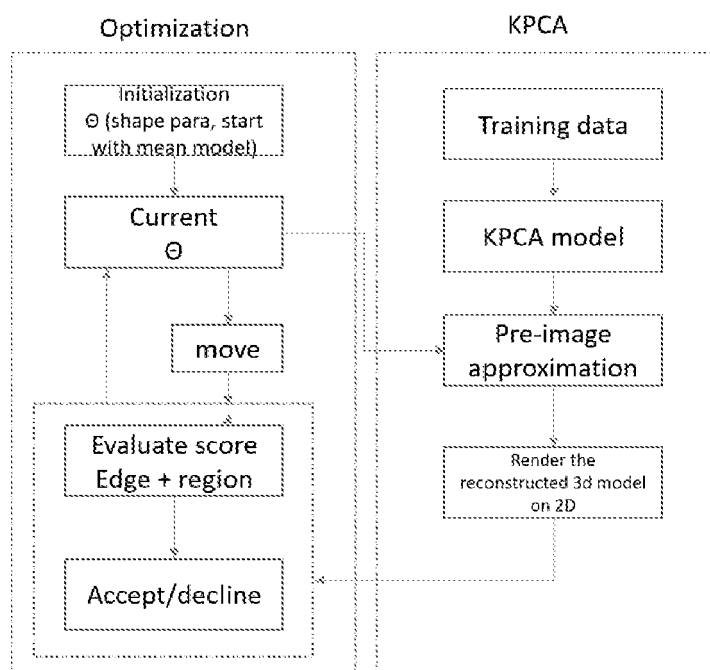 Optimization
KPCA
Initialization
Θ (shape para, start
with mean model)
Current
Θ
move
Evaluate score
Edge + region
Accept/decline
Training data
KPCA model
Pre-image
approximation
Render the
reconstructed 3d model
on 2D